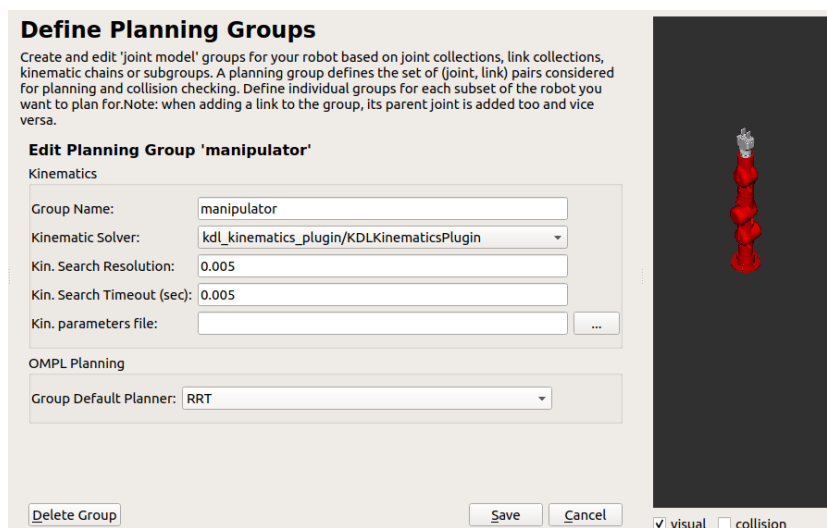 Define Planning Groups
Create and edit 'joint model' groups for your robot based on joint collections, link collections,
kinematic chains or subgroups. A planning group defines the set of (joint, link) pairs considered
for planning and collision checking. Define individual groups for each subset of the robot you
want to plan for.Note: when adding a link to the group, its parent joint is added too and vice
versa.
Edit Planning Group 'manipulator'
Kinematics
Group Name: manipulator
Kinematic Solver: kdl_kinematics_plugin/KDLKinematicsPlugin
Kin. Search Resolution: 0.005
Kin. Search Timeout (sec): 0.005
Kin. parameters file: ...
OMPL Planning
Group Default Planner: RRT
Delete Group Save Cancel
visual collision